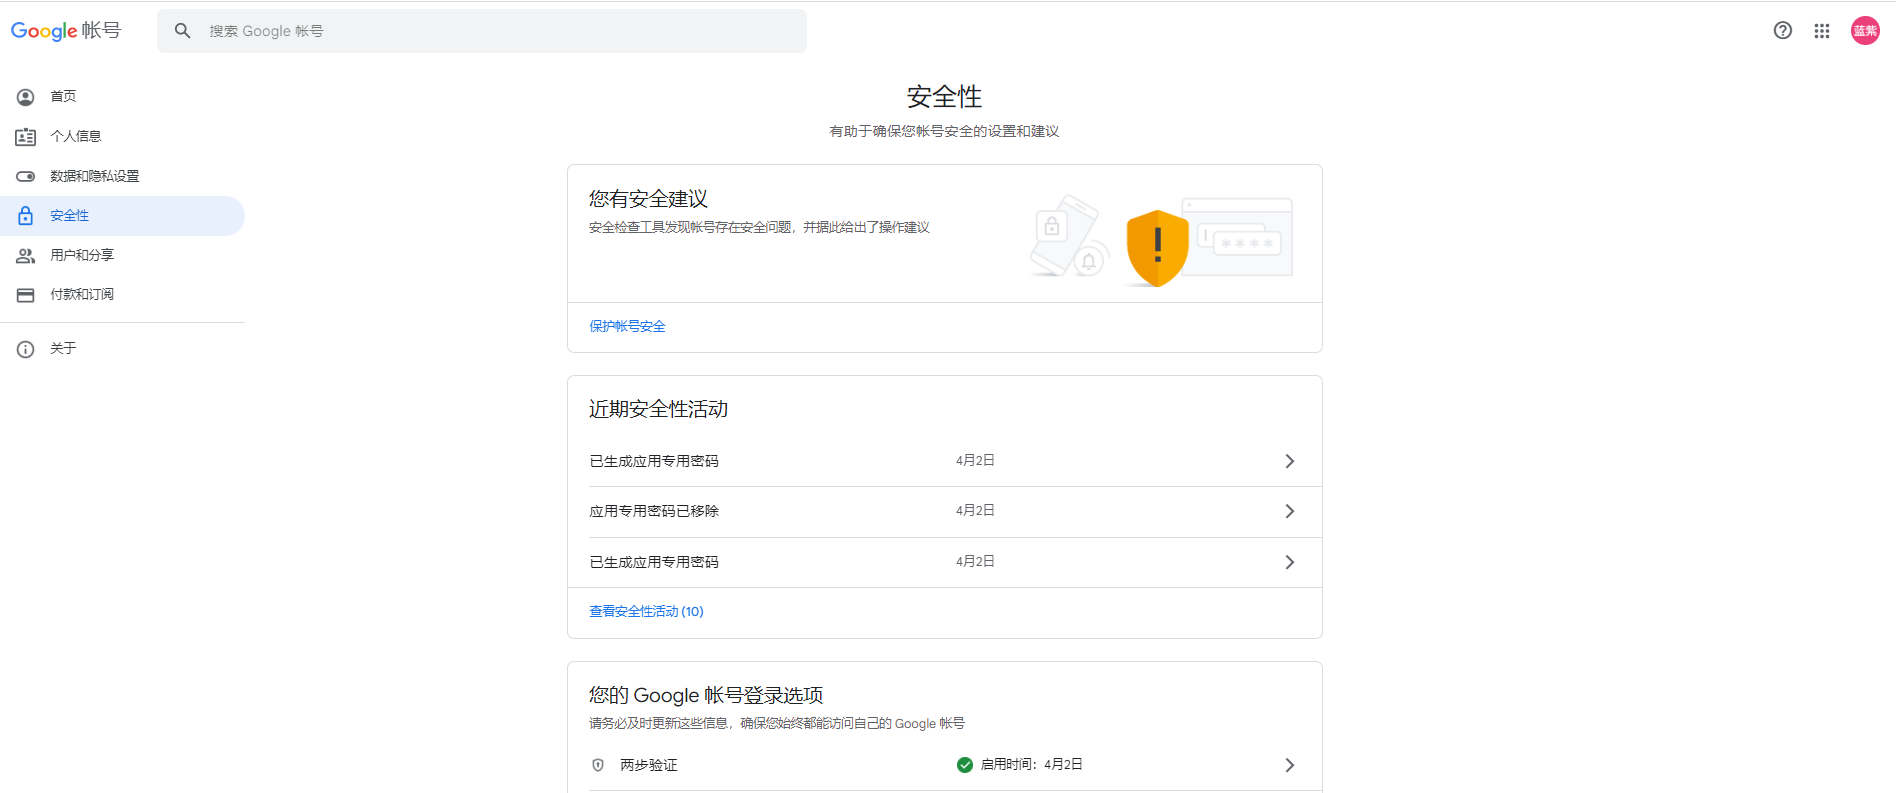 Google 帐号
搜索 Google 帐号
蓝紫
首页
个人信息
数据和隐私设置
安全性
用户和分享
付款和订阅
关于
安全性
有助于确保您帐号安全的设置和建议
您有安全建议
安全检查工具发现帐号存在安全问题，并据此给出了操作建议
保护帐号安全
近期安全性活动
已生成应用专用密码 4月2日
应用专用密码已移除 4月2日
已生成应用专用密码 4月2日
查看安全性活动 (10)
您的 Google 帐号登录选项
请务必及时更新这些信息，确保您始终都能访问自己的 Google 帐号
两步验证 启用时间：4月2日